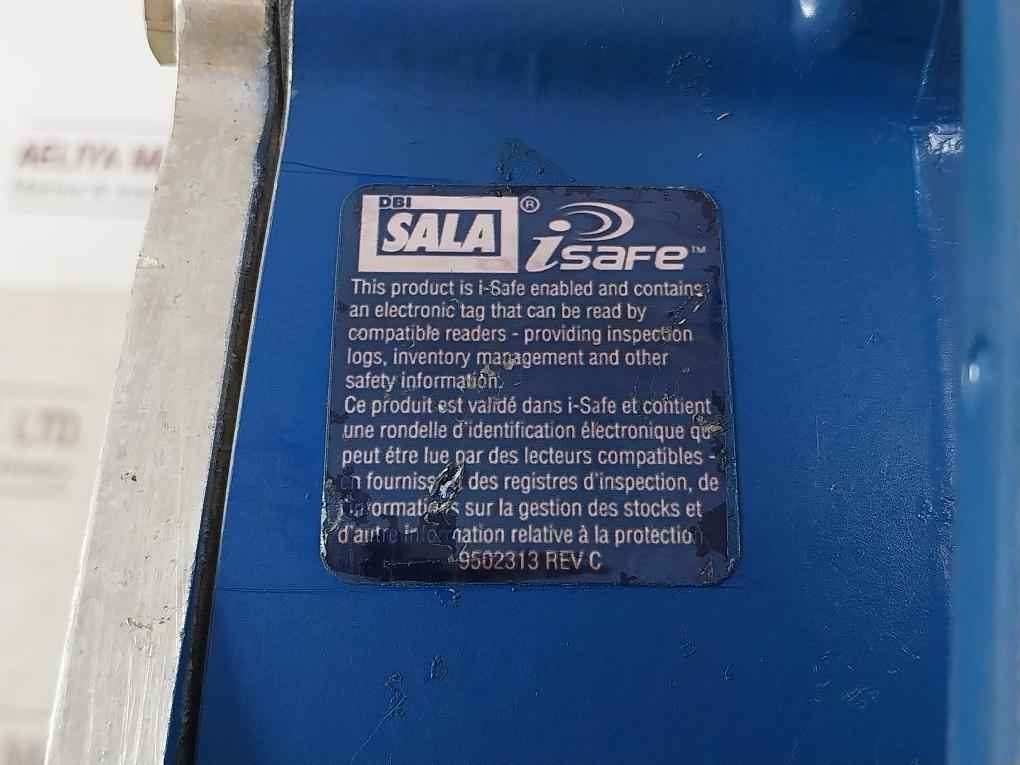 DBI
SALA® iSafe™
This product is i-Safe enabled and contains
an electronic tag that can be read by
compatible readers - providing inspection
logs, inventory management and other
safety information.
Ce produit est validé dans i-Safe et contient
une rondelle d'identification électronique qu
peut être lue par des lecteurs compatibles -
des registres d'inspection, de
sur la gestion des stocks et
d'autre information relative à la protection
9502313 REV C
LTD